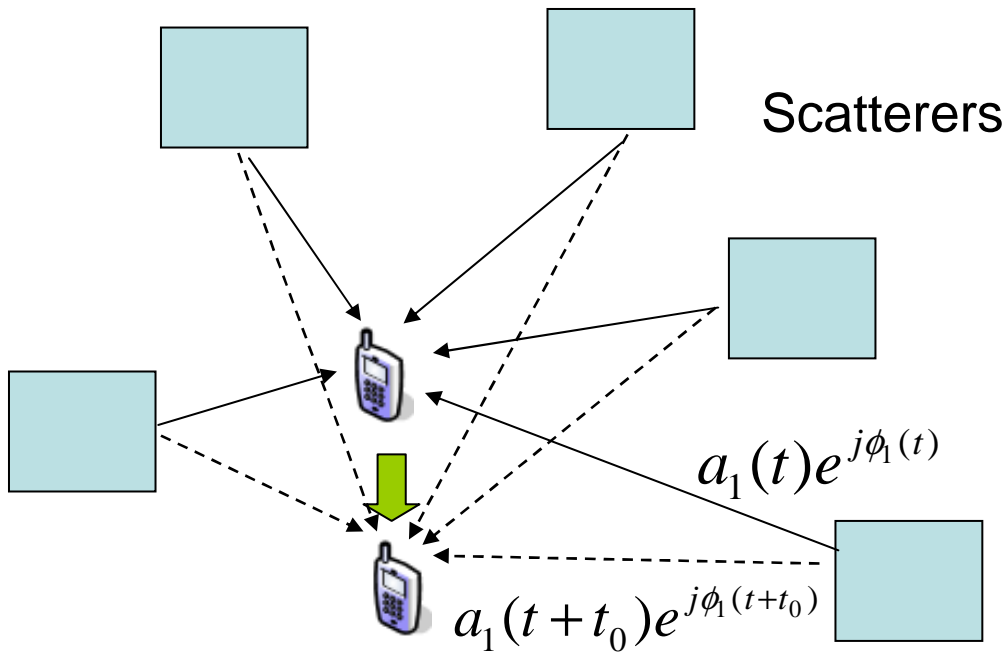 Scatterers
a₁(t)e^{jϕ₁(t)}
a₁(t+t₀)e^{jϕ₁(t+t₀)}